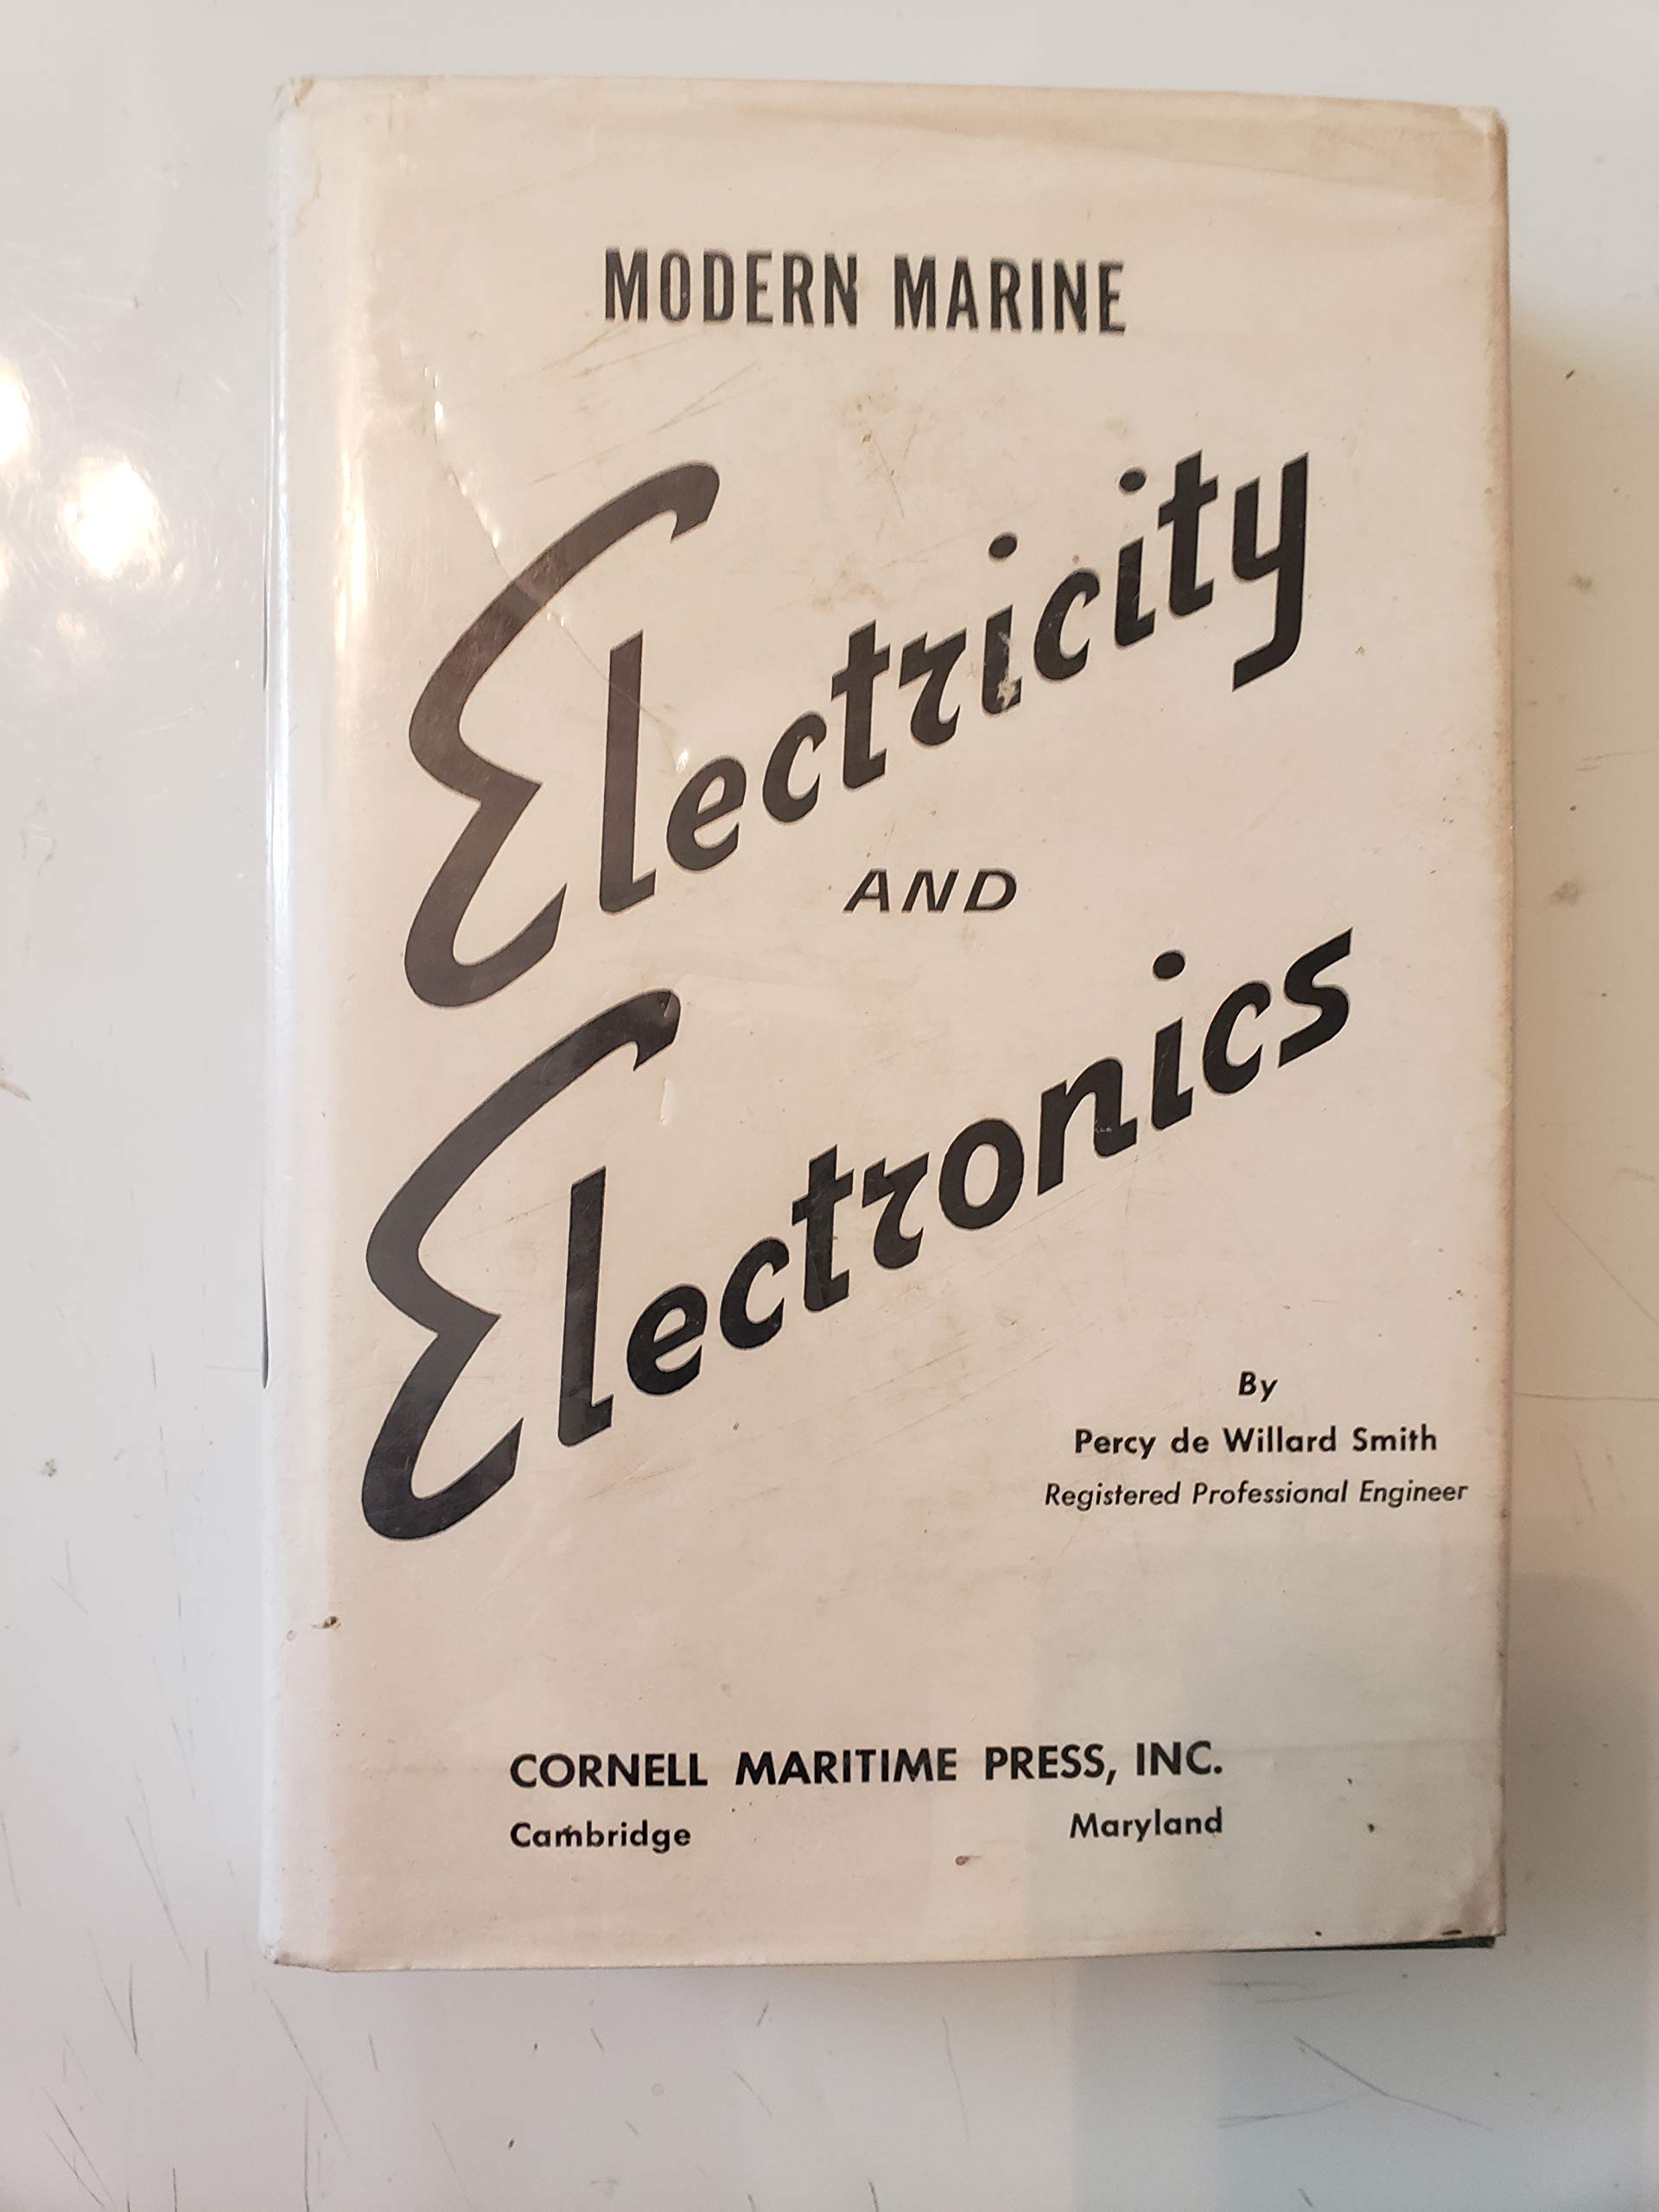 MODERN MARINE
Electricity
AND
Electronics
By
Percy de Willard Smith
Registered Professional Engineer
CORNELL MARITIME PRESS, INC.
Cambridge Maryland